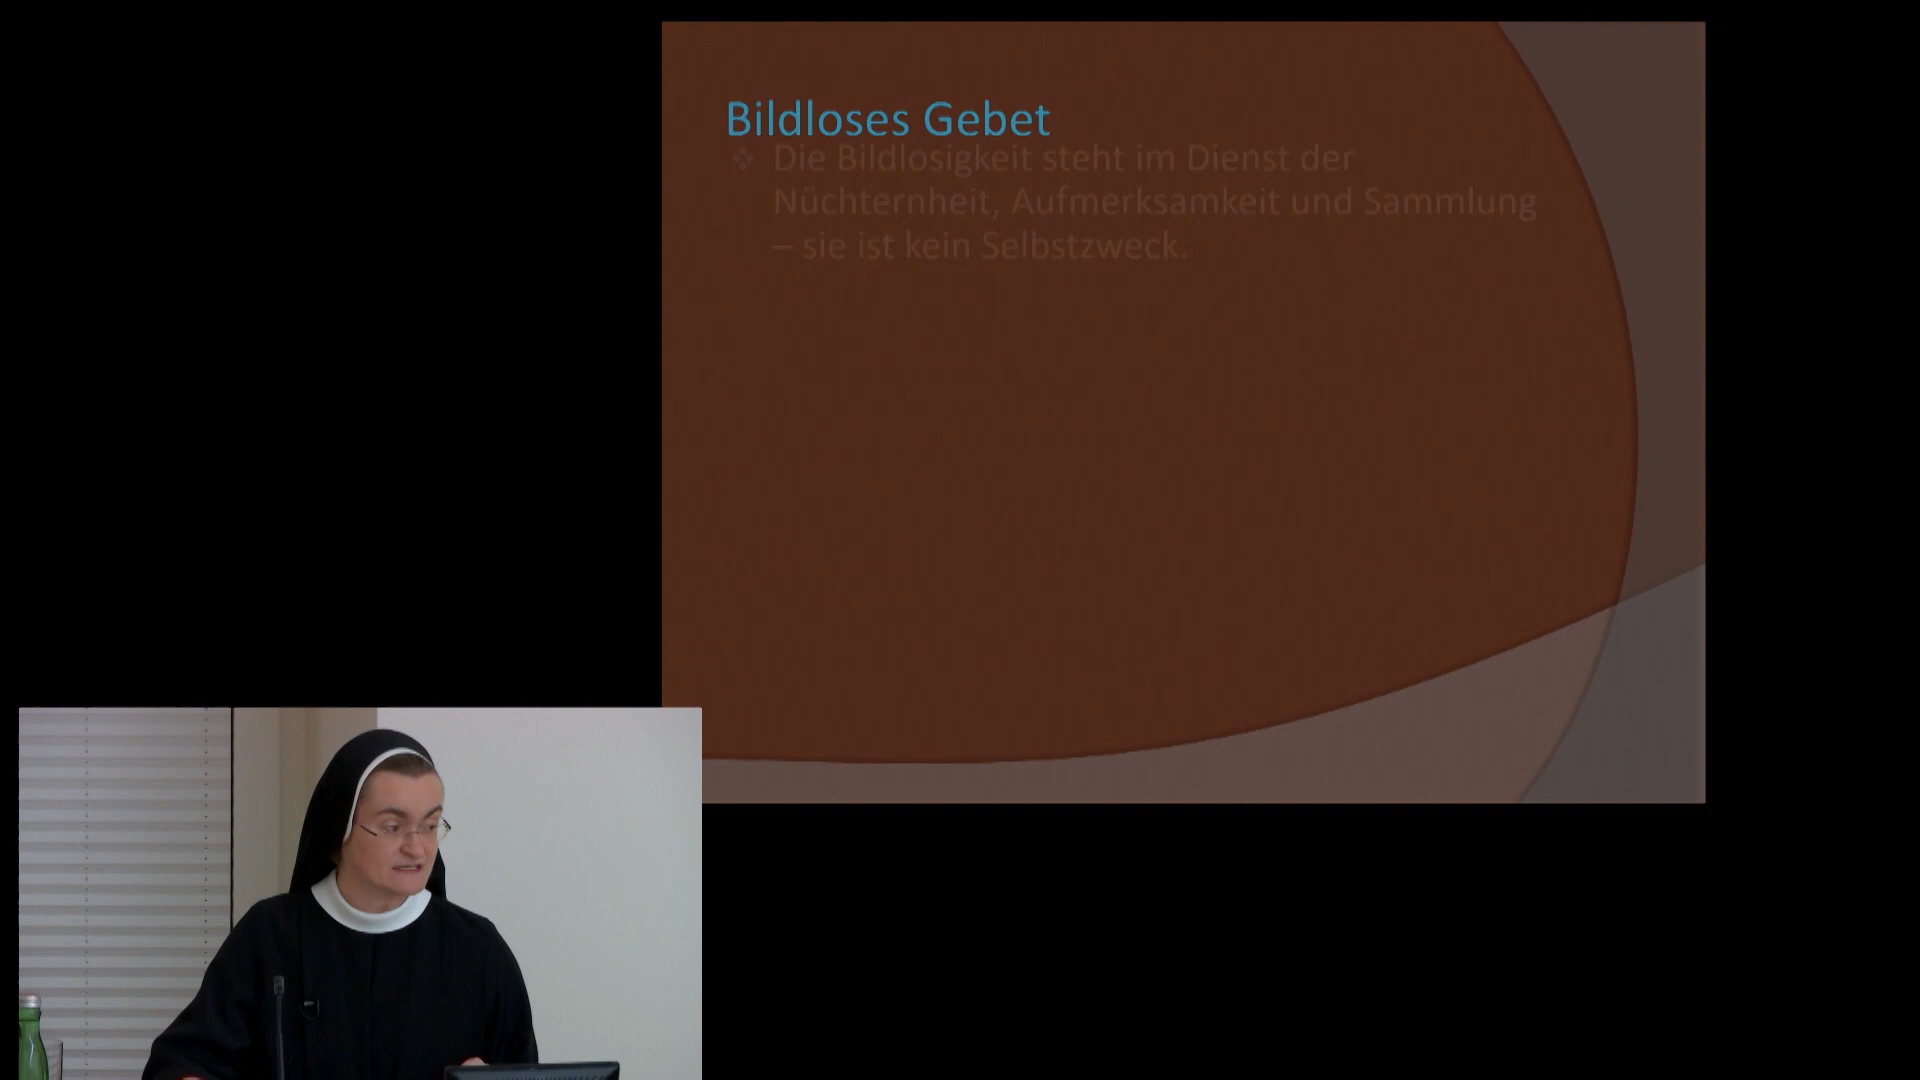 Bildloses Gebet
Die Bildlosigkeit steht im Dienst der
Nüchternheit, Aufmerksamkeit und Sammlung
– sie ist kein Selbstzweck.